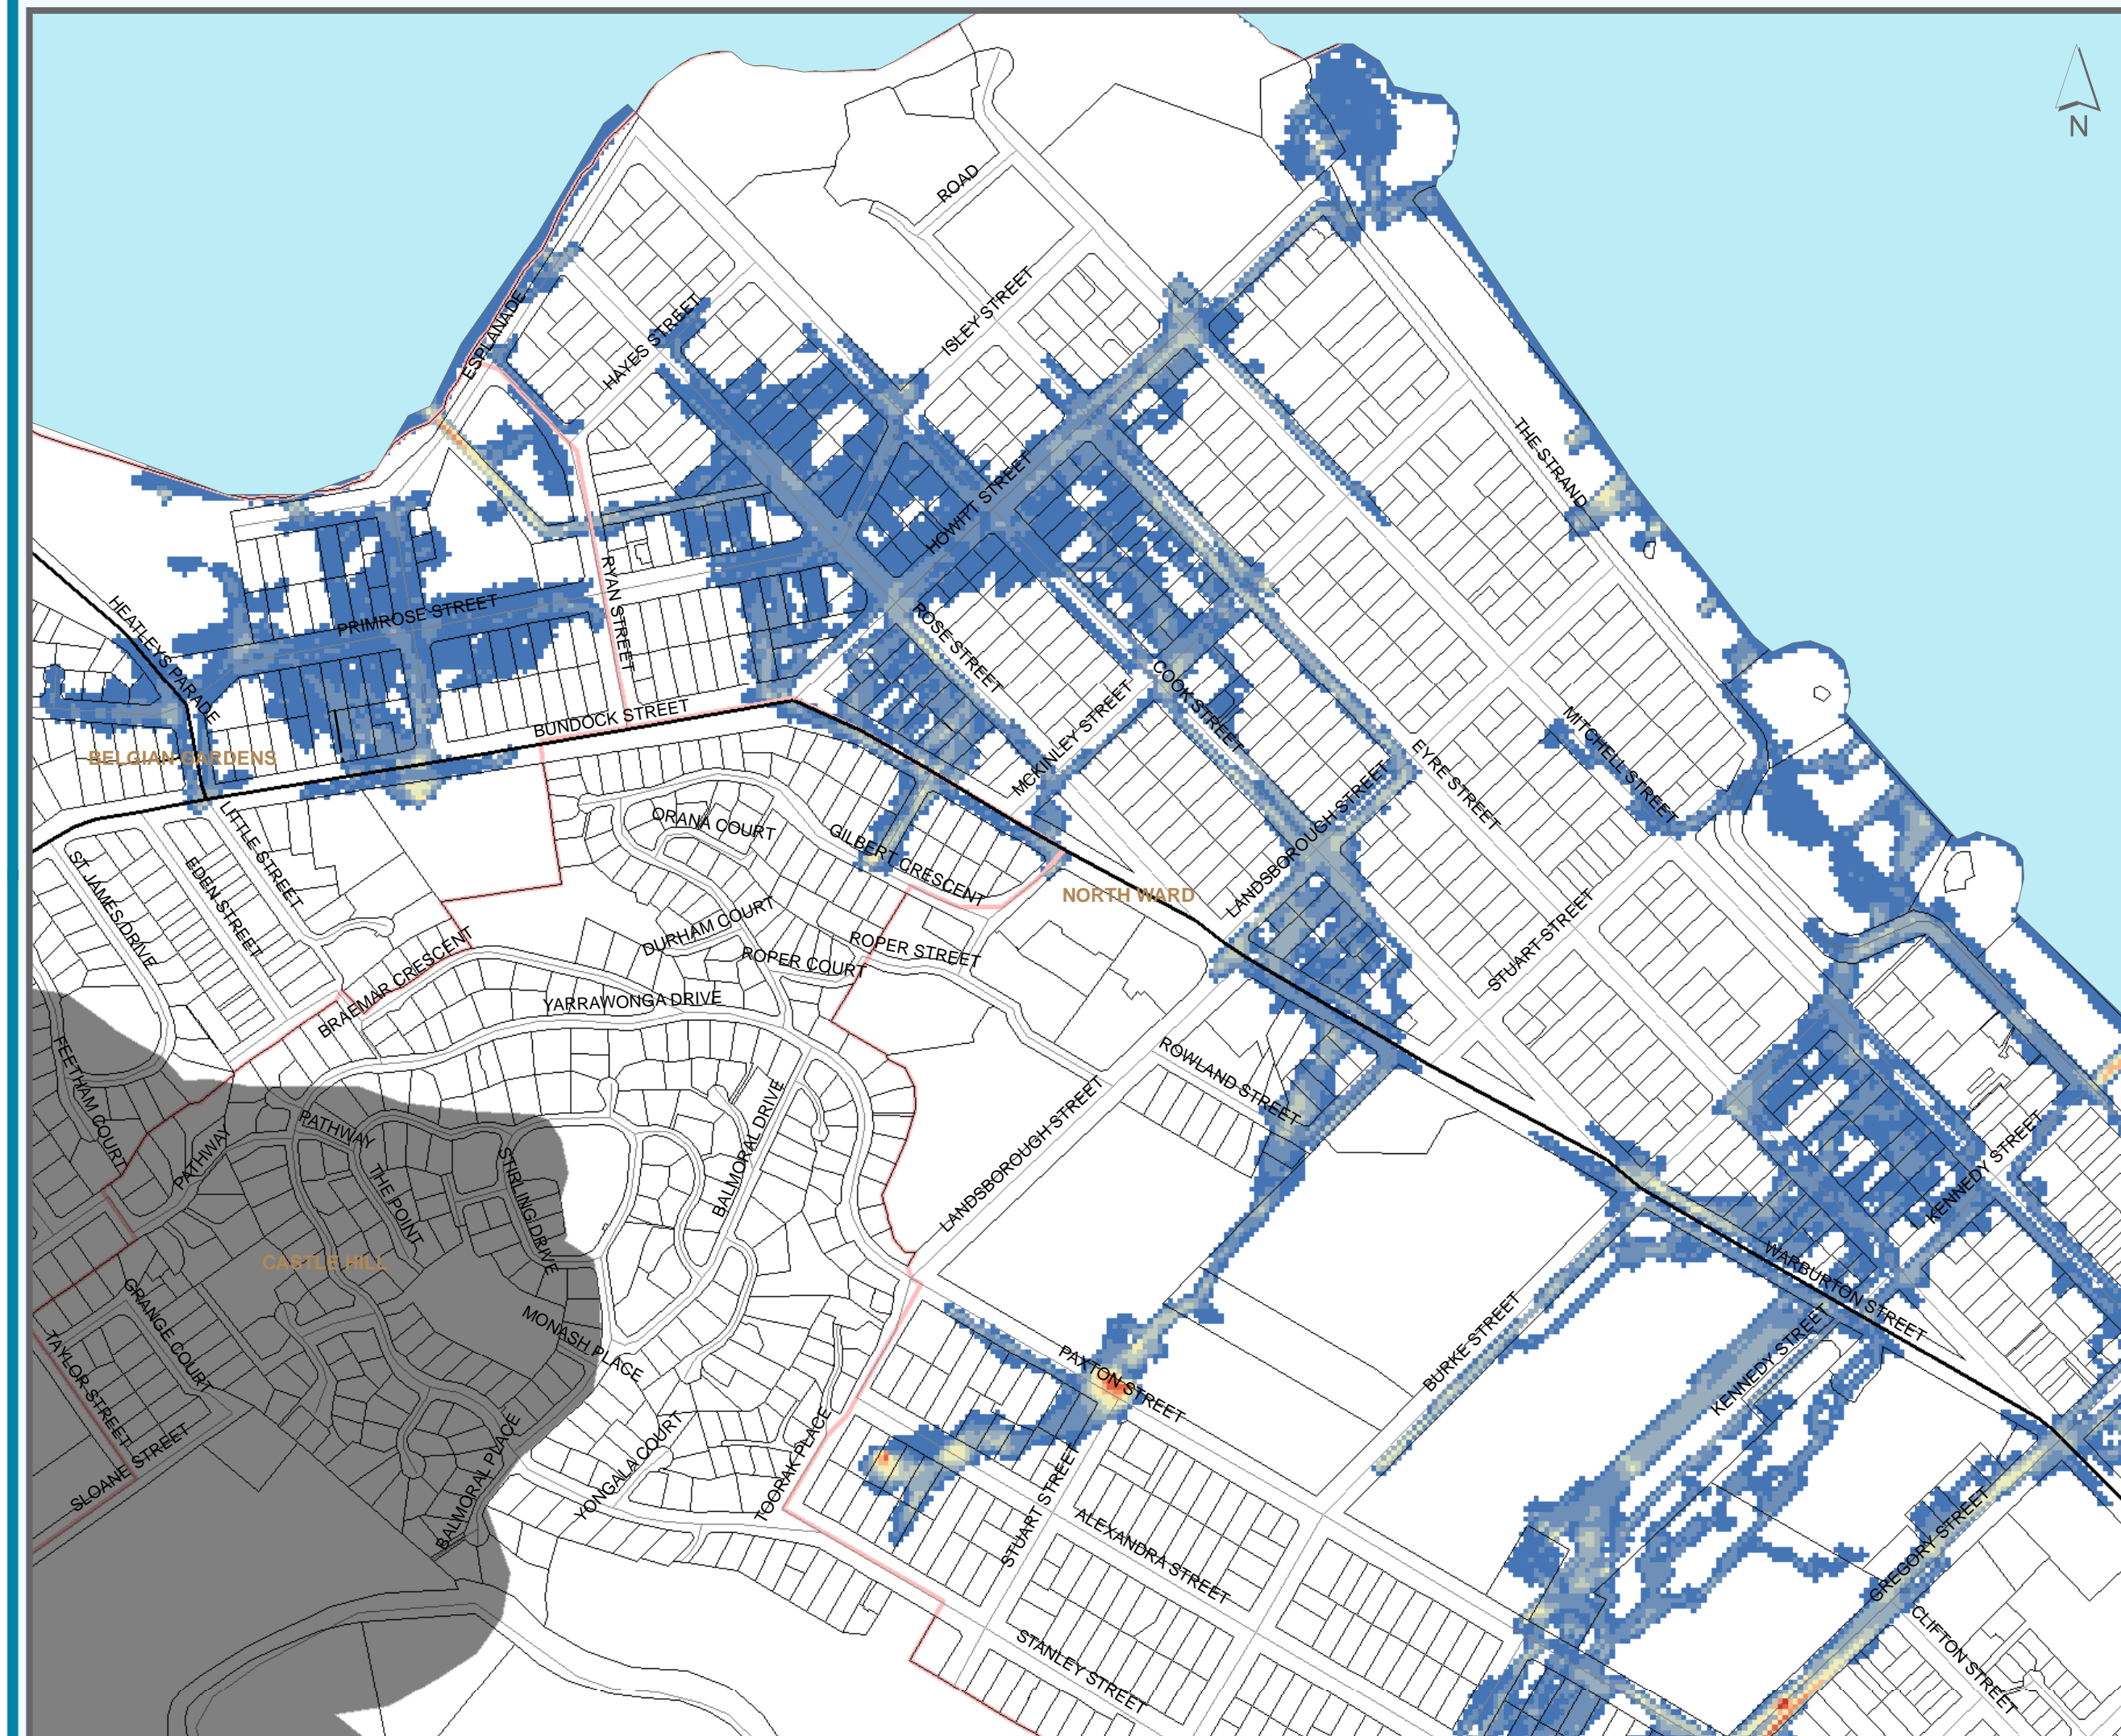 N
ROAD
ISLEY STREET
ESPLANADE
HAYES STREET
THE STRAND
HOWITT STREET
RYAN STREET
PRIMROSE STREET
HEATLEYS PARADE
ROSE STREET
COOK STREET
MCKINLEY STREET
BUNDOCK STREET
MITCHELL STREET
EYRE STREET
BELGIAN GARDENS
LANDSBOROUGH STREET
LITTLE STREET
ORANA COURT
GILBERT CRESCENT
NORTH WARD
ST JAMES DRIVE
EDEN STREET
STUART STREET
DURHAM COURT
ROPER STREET
ROPER COURT
BRAEMAR CRESCENT
YARRAWONGA DRIVE
FEETHAM COURT
ROWLAND STREET
PATHWAY
PATHWAY
THE POINT
STIRLING DRIVE
BALMORAL DRIVE
LANDSBOROUGH STREET
KENNEDY STREET
CASTLE HILL
WARBURTON STREET
GRANGE COURT
MONASH PLACE
TAYLOR STREET
PAXTON STREET
BURKE STREET
KENNEDY STREET
SLOANE STREET
BALMORAL PLACE
YONGALA COURT
TOORAK PLACE
STUART STREET
ALEXANDRA STREET
GREGORY STREET
CLIFTON STREET
STANLEY STREET